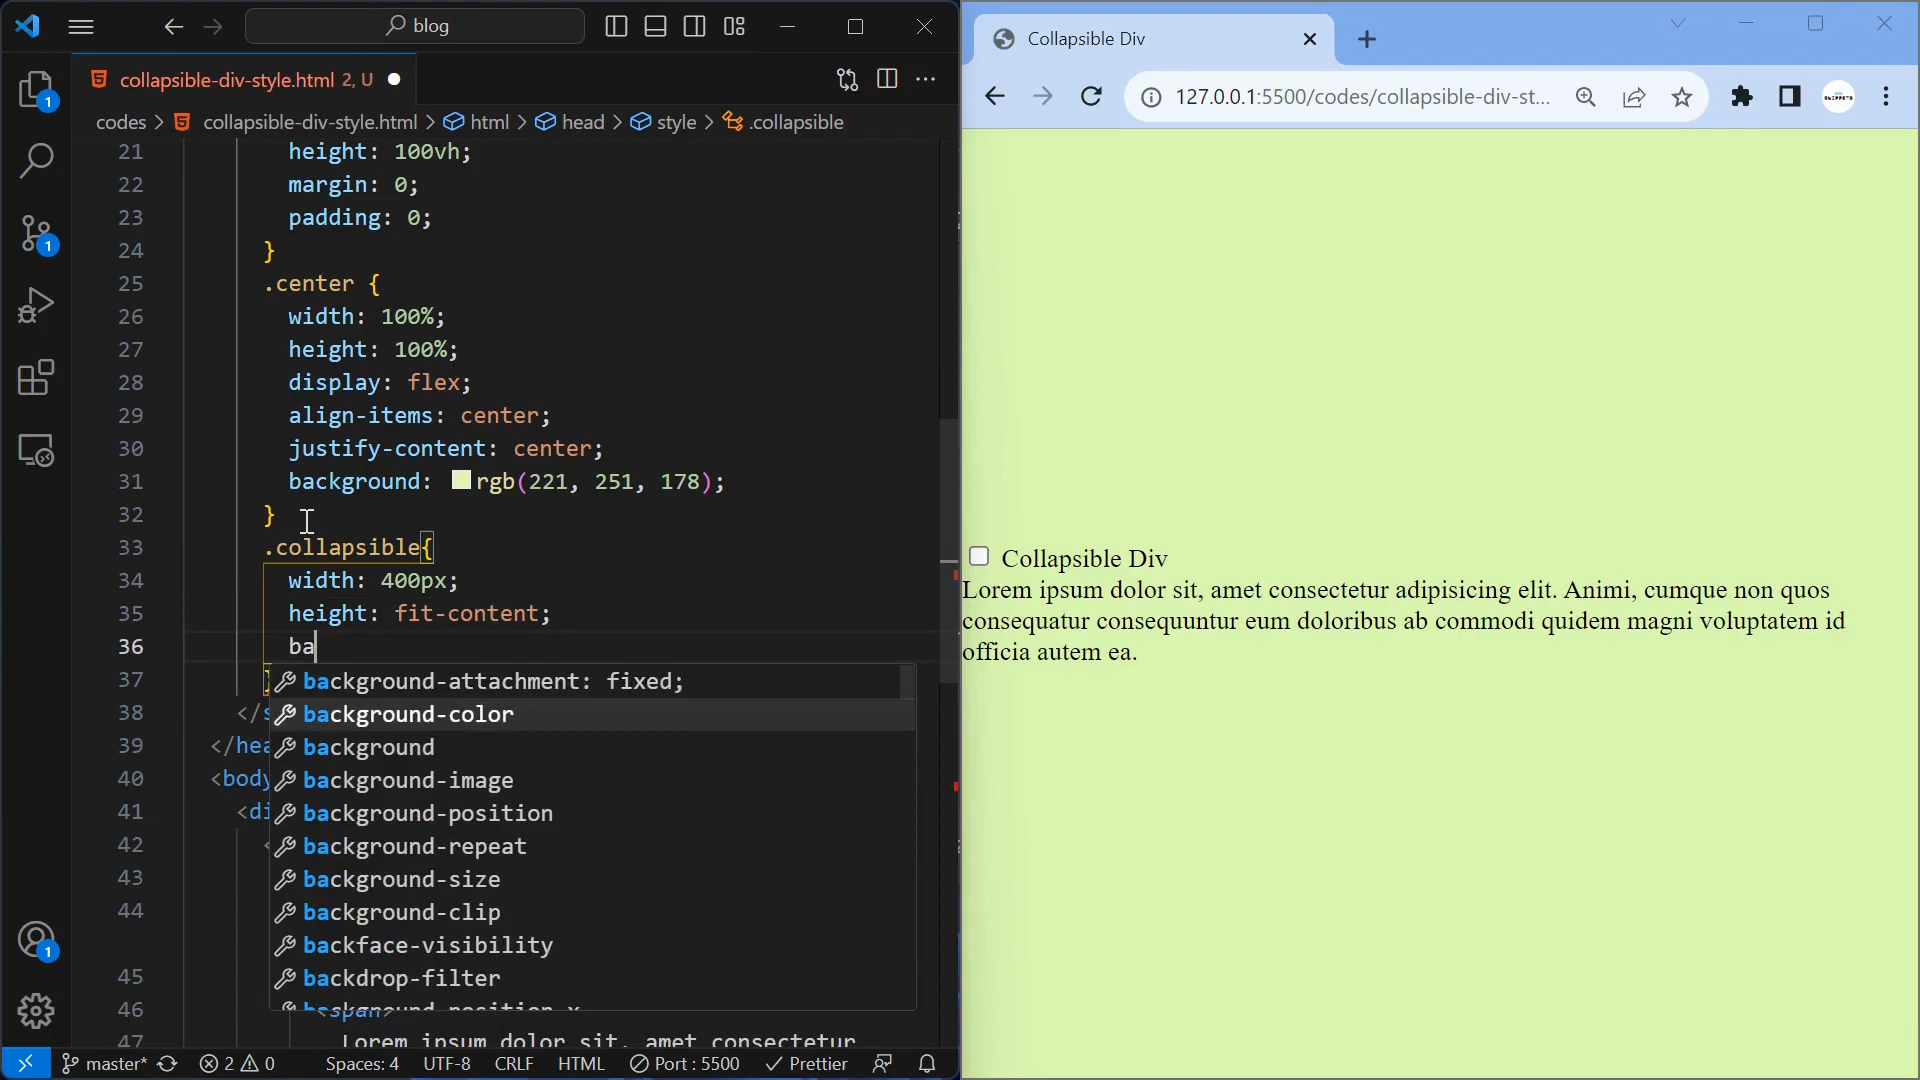 blog
collapsible-div-style.html 2, U
codes > collapsible-div-style.html > html > head > style > .collapsible
21 height: 100vh;
22 margin: 0;
23 padding: 0;
24 }
25 .center {
26 width: 100%;
27 height: 100%;
28 display: flex;
29 align-items: center;
30 justify-content: center;
31 background: rgb(221, 251, 178);
32 }
33 .collapsible{
34 width: 400px;
35 height: fit-content;
36 ba
37 }
background-attachment: fixed;
38 </s
background-color
39 </hea
background
40 <body
background-image
41 <di
background-position
42 <
background-repeat
43
background-size
44
background-clip
backface-visibility
45
backdrop-filter
46 <span>
background-position-x
47 Lorem ipsum dolor sit, amet consectetur
1
1
1
master* 2 0 Spaces: 4 UTF-8 CRLF HTML Port : 5500 Prettier
Collapsible Div
127.0.0.1:5500/codes/collapsible-div-st...
Collapsible Div
Lorem ipsum dolor sit, amet consectetur adipisicing elit. Animi, cumque non quos
consequatur consequuntur eum doloribus ab commodi quidem magni voluptatem id
officia autem ea.